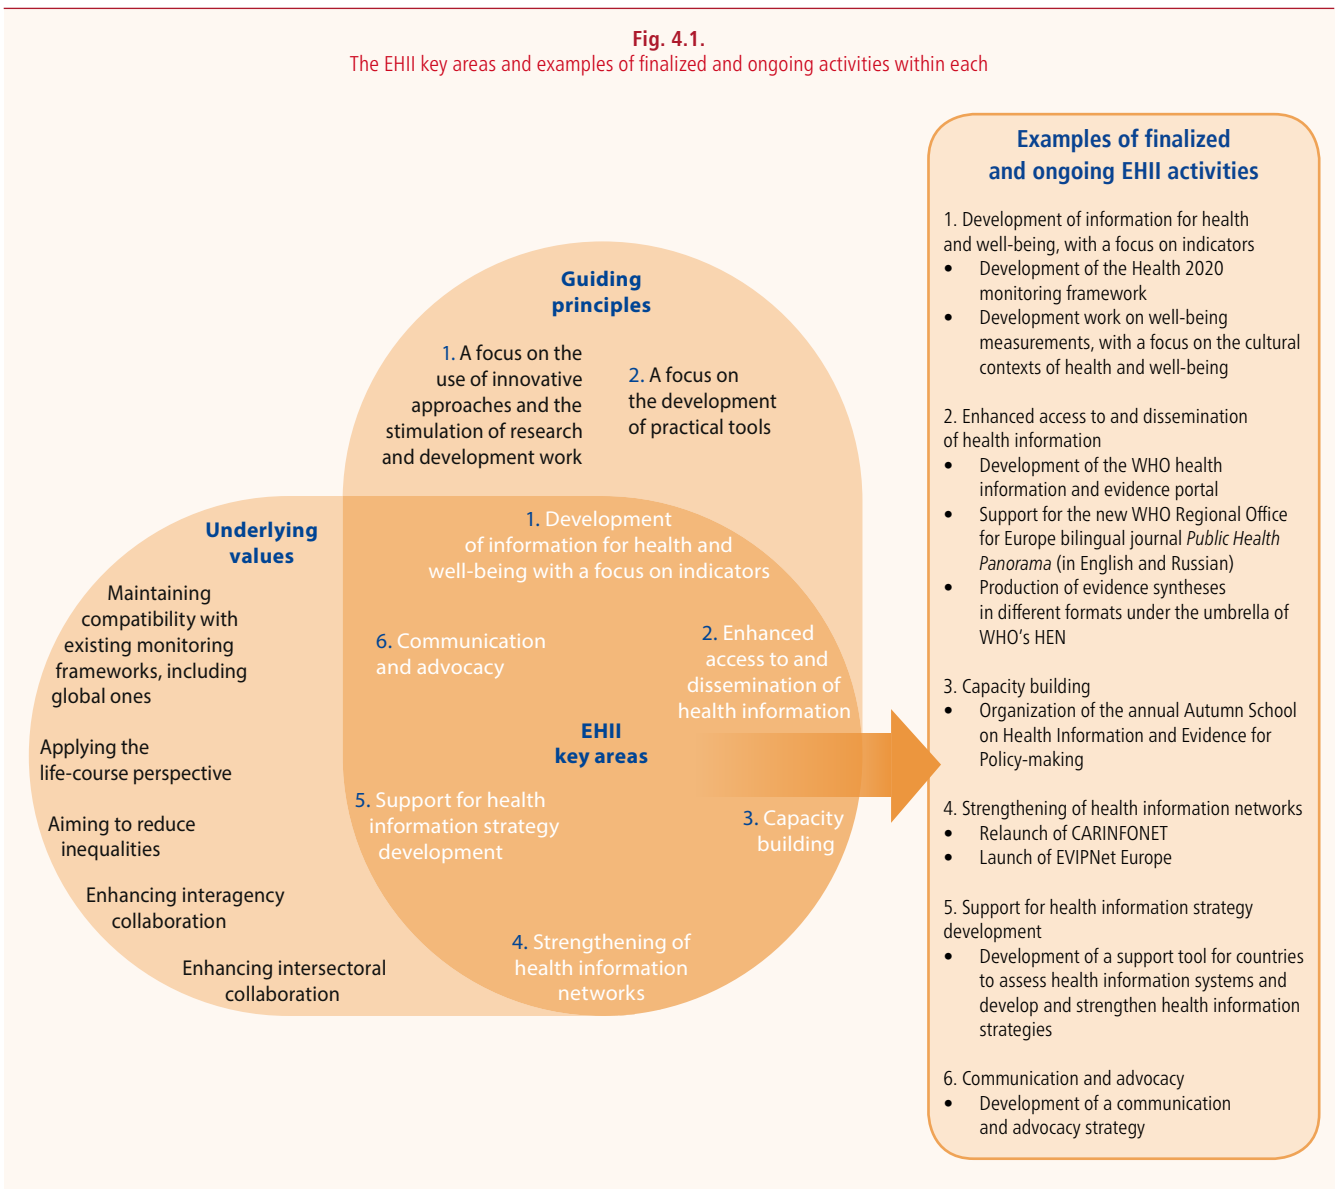 Fig. 4.1.
The EHII key areas and examples of finalized and ongoing activities within each
Guiding
principles
1. A focus on the
use of innovative
approaches and the
stimulation of research
and development work
2. A focus on
the development
of practical tools
Underlying
values
Maintaining
compatibility with
existing monitoring
frameworks, including
global ones
Applying the
life-course perspective
Aiming to reduce
inequalities
Enhancing interagency
collaboration
Enhancing intersectoral
collaboration
EHII
key areas
1. Development
of information for health and
well-being with a focus on indicators
2. Enhanced
access to and
dissemination of
health information
3. Capacity
building
4. Strengthening of
health information
networks
5. Support for health
information strategy
development
6. Communication
and advocacy
Examples of finalized
and ongoing EHII activities
1. Development of information for health
and well-being, with a focus on indicators
• Development of the Health 2020
monitoring framework
• Development work on well-being
measurements, with a focus on the cultural
contexts of health and well-being
2. Enhanced access to and dissemination
of health information
• Development of the WHO health
information and evidence portal
• Support for the new WHO Regional Office
for Europe bilingual journal Public Health
Panorama (in English and Russian)
• Production of evidence syntheses
in different formats under the umbrella of
WHO's HEN
3. Capacity building
• Organization of the annual Autumn School
on Health Information and Evidence for
Policy-making
4. Strengthening of health information networks
• Relaunch of CARINFONET
• Launch of EVIPNet Europe
5. Support for health information strategy
development
• Development of a support tool for countries
to assess health information systems and
develop and strengthen health information
strategies
6. Communication and advocacy
• Development of a communication
and advocacy strategy